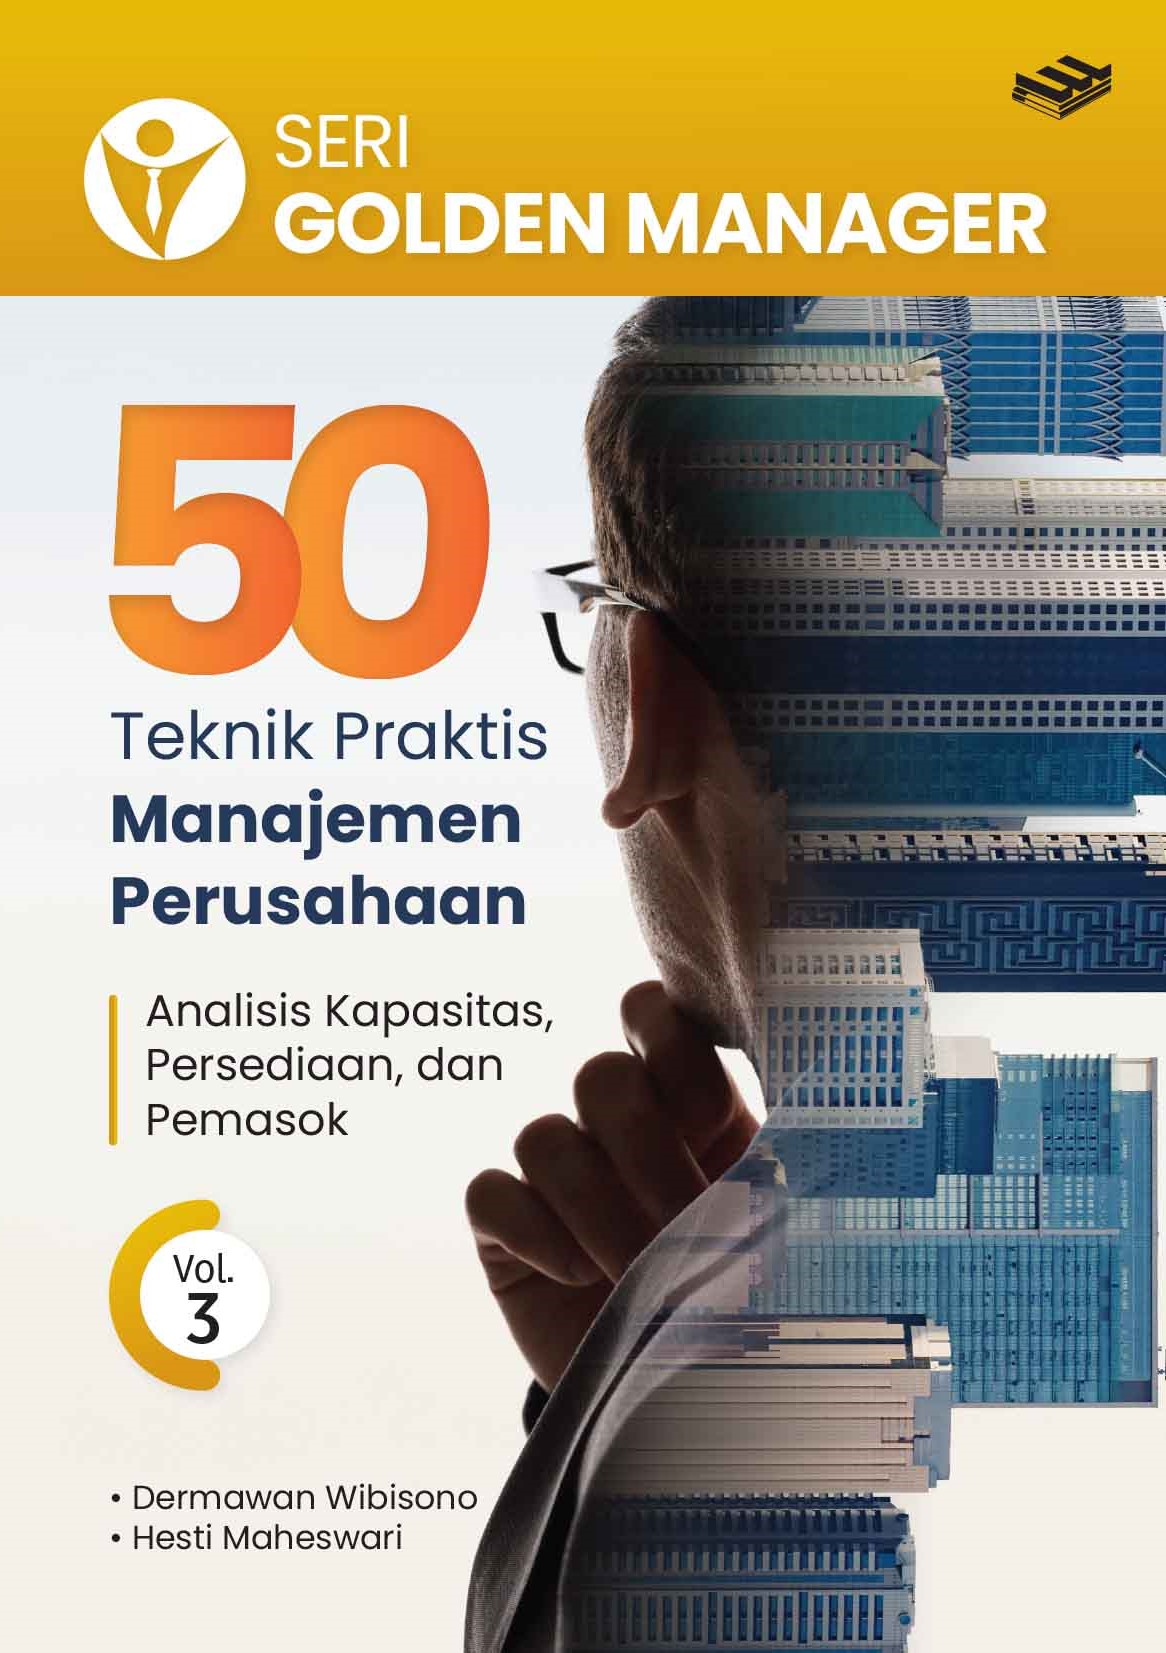 SERI
GOLDEN MANAGER
50
Teknik Praktis
Manajemen
Perusahaan
Analisis Kapasitas,
Persediaan, dan
Pemasok
Vol.
3
• Dermawan Wibisono
• Hesti Maheswari